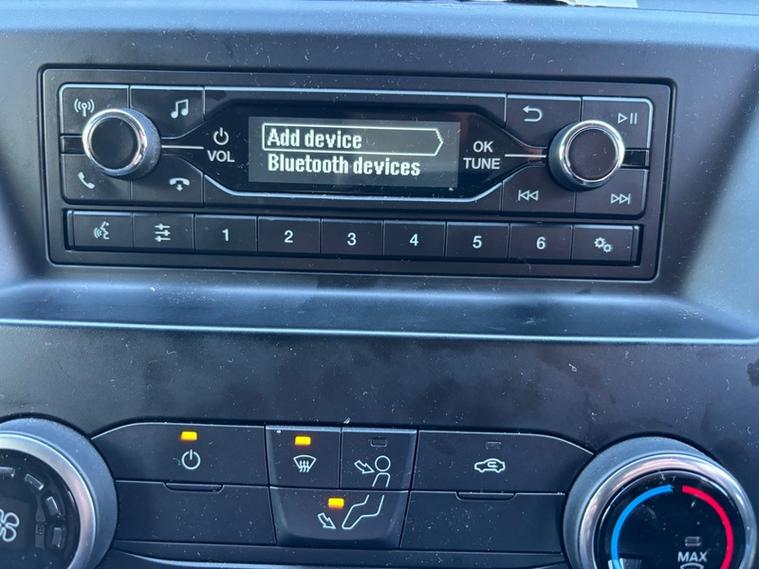 Add device
Bluetooth devices
VOL
OK
TUNE
1
2
3
4
5
6
MAX